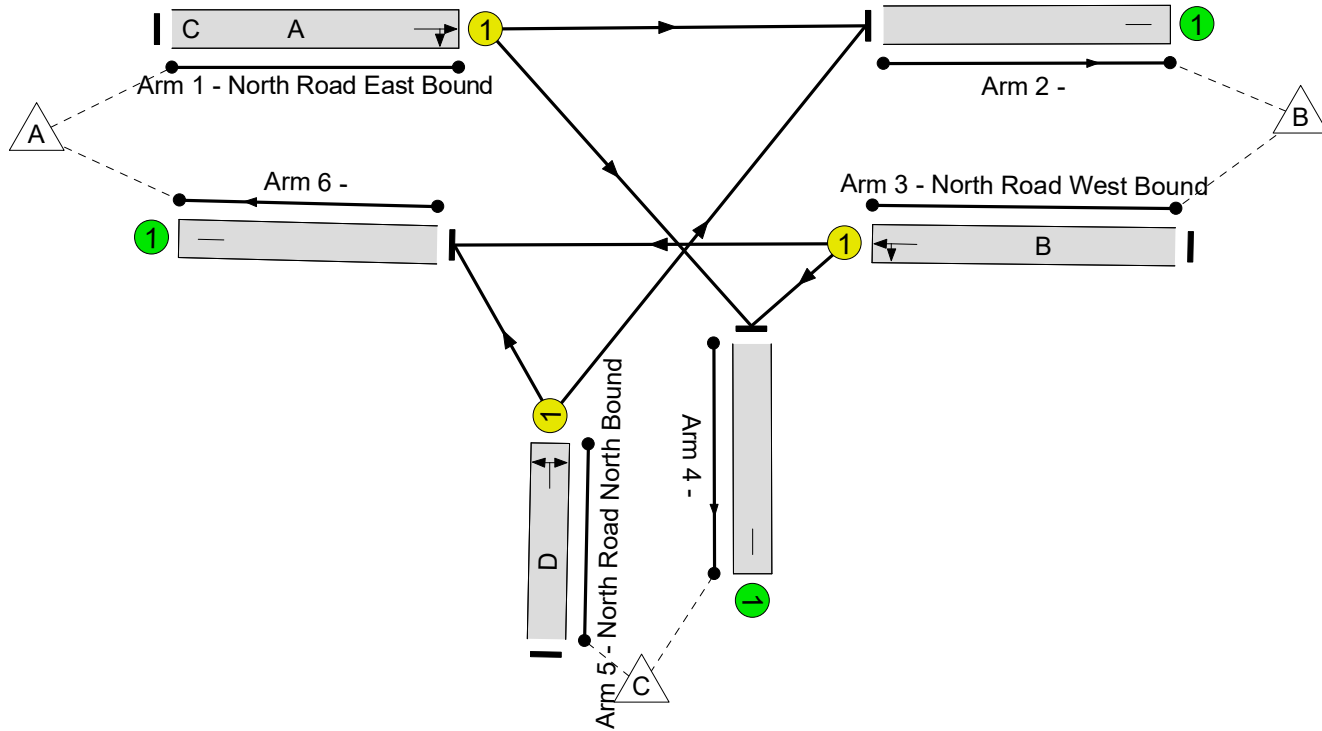 C A
1
1
Arm 1 - North Road East Bound
Arm 2 -
A
B
Arm 6 -
Arm 3 - North Road West Bound
1
1
B
1
Arm 5 - North Road North Bound
Arm 4 -
D
1
C